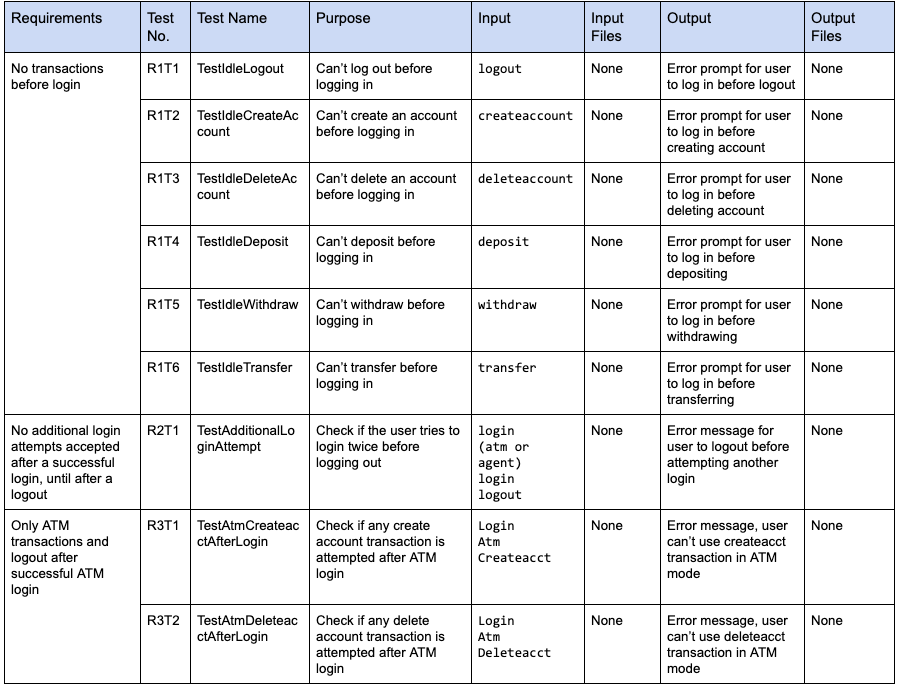 Requirements
Test
No.
Test Name
Purpose
Input
Input
Files
Output
Output
Files
No transactions
before login
R1T1
TestIdleLogout
Can't log out before
logging in
logout
None
Error prompt for user
to log in before logout
None
R1T2
TestIdleCreateAc
count
Can't create an account
before logging in
createaccount
None
Error prompt for user
to log in before
creating account
None
R1T3
TestIdleDeleteAc
count
Can't delete an account
before logging in
deleteaccount
None
Error prompt for user
to log in before
deleting account
None
R1T4
TestIdleDeposit
Can't deposit before
logging in
deposit
None
Error prompt for user
to log in before
depositing
None
R1T5
TestIdleWithdraw
Can't withdraw before
logging in
withdraw
None
Error prompt for user
to log in before
withdrawing
None
R1T6
TestIdleTransfer
Can't transfer before
logging in
transfer
None
Error prompt for user
to log in before
transferring
None
No additional login
attempts accepted
after a successful
login, until after a
logout
R2T1
TestAdditionalLo
ginAttempt
Check if the user tries to
login twice before
logging out
login
(atm or
agent)
login
logout
None
Error message for
user to logout before
attempting another
login
None
Only ATM
transactions and
logout after
successful ATM
login
R3T1
TestAtmCreateac
ctAfterLogin
Check if any create
account transaction is
attempted after ATM
login
Login
Atm
Createacct
None
Error message, user
can't use createacct
transaction in ATM
mode
None
R3T2
TestAtmDeleteac
ctAfterLogin
Check if any delete
account transaction is
attempted after ATM
login
Login
Atm
Deleteacct
None
Error message, user
can't use deleteacct
transaction in ATM
mode
None